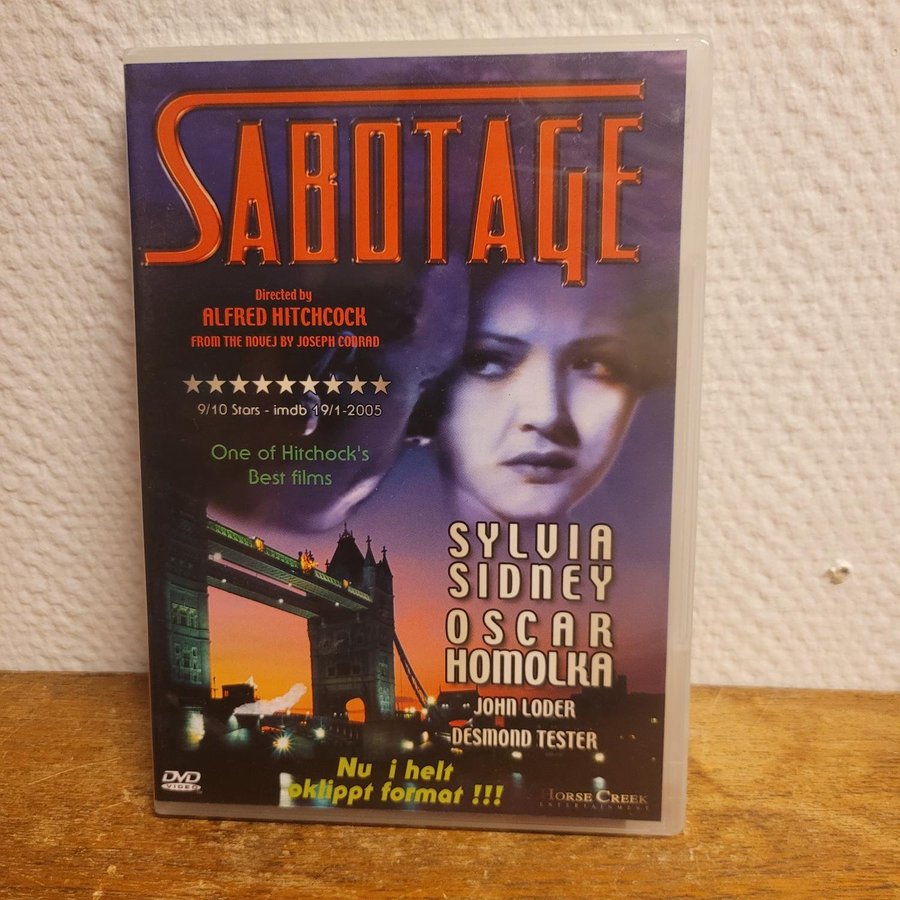 SABOTAGE
Directed by
ALFRED HITCHCOCK
FROM THE NOVEJ BY JOSEPH CONRAD
9/10 Stars - imdb 19/1-2005
One of Hitchock's
Best films
SYLVIA
SIDNEY
OSCAR
HOMOLKA
JOHN LODER
DESMOND TESTER
Nu i helt
oklippt format !!!
DVD
VIDEO
HORSE CREEK
ENTERTAINMENT